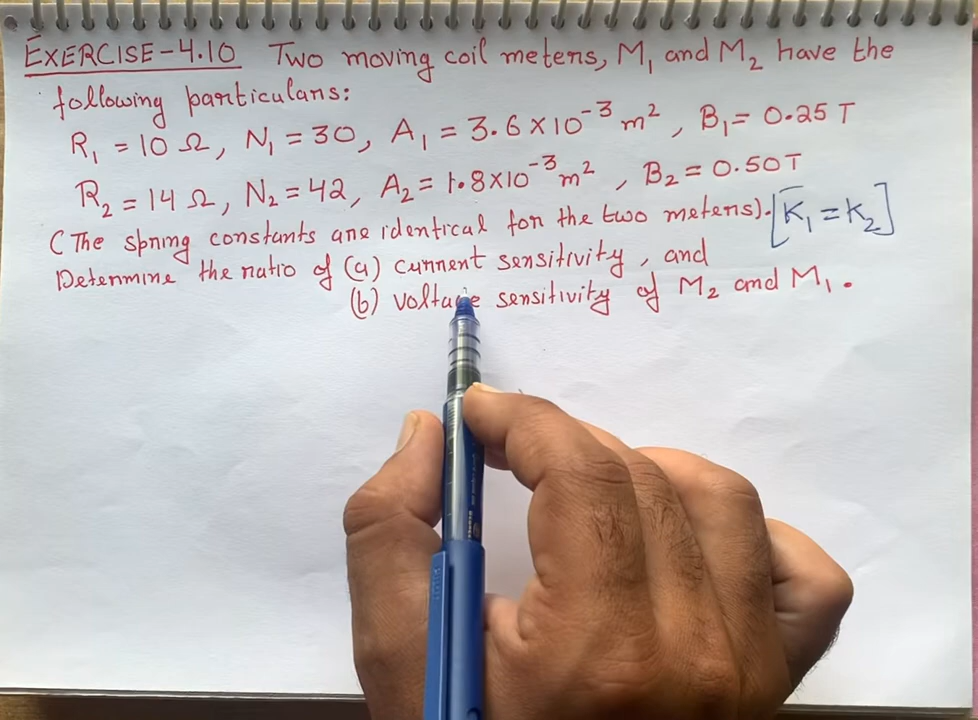 EXERCISE-4.10 Two moving coil meters, M₁ and M₂ have the
following particulars:
R₁ = 10 Ω, N₁ = 30, A₁ = 3.6 × 10⁻³ m², B₁ = 0.25 T
R₂ = 14 Ω, N₂ = 42, A₂ = 1.8×10⁻³ m², B₂ = 0.50T
(The spring constants are identical for the two meters). [K₁ = K₂]
Determine the ratio of (a) current sensitivity, and
(b) voltage sensitivity of M₂ and M₁.